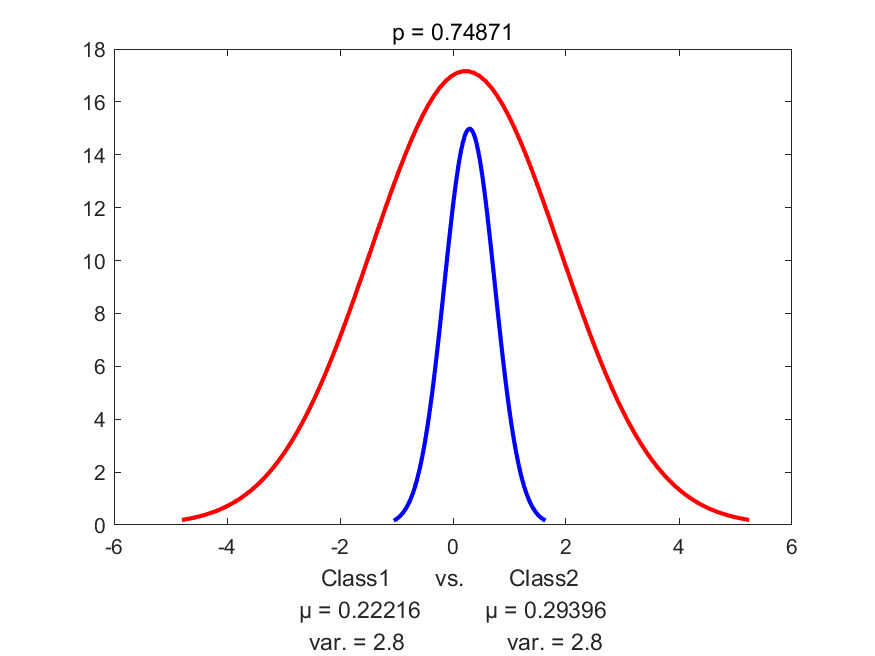 p = 0.74871
18
16
14
12
10
8
6
4
2
0
-6 -4 -2 0 2 4 6
Class1 vs. Class2
μ = 0.22216 μ = 0.29396
var. = 2.8 var. = 2.8